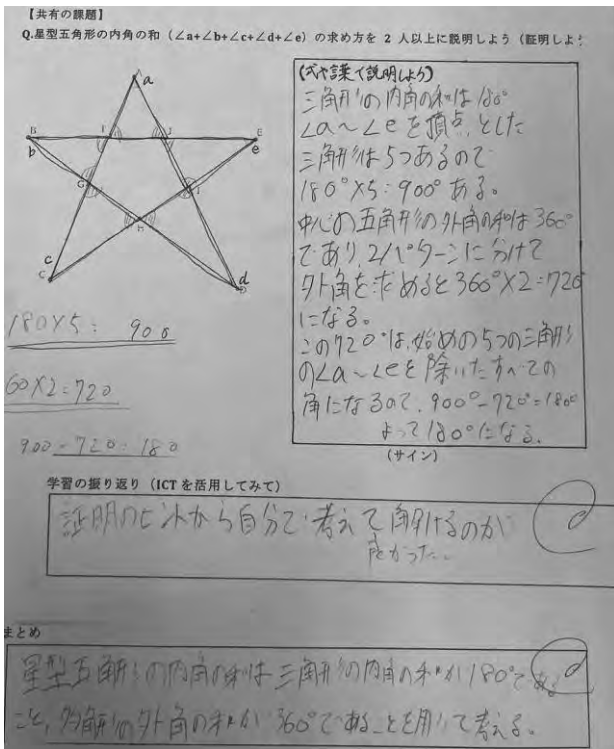 【共有の課題】
Q.星型五角形の内角の和(∠a+∠b+∠c+∠d+∠e)の求め方を 2 人以上に説明しよう(証明しよう
a
B
F
J
E
b
e
G
I
H
c
C
d
D
(式や言葉で説明しよう)
三角形の内角の和は180°
∠a~∠eを頂点とした
三角形は5つあるので
180°×5=900°ある。
中心の五角形の外角の和は360°
であり,2パターンに分けて
外角を求めると360°×2=720
になる。
この720°は、始めの5つの三角形
の∠a~∠eを除いたすべての
角になるので、900°-720°=180°
よって180°になる。
180×5= 900
60×2=720
900-720=180
(サイン)
学習の振り返り(ICTを活用してみて)
証明のヒントから自分で考えて解けるのが
良かった。
まとめ
星型五角形の内角の和は三角形の内角の和が180°である
こと,多角形の外角の和が360°であることを用いて考える。